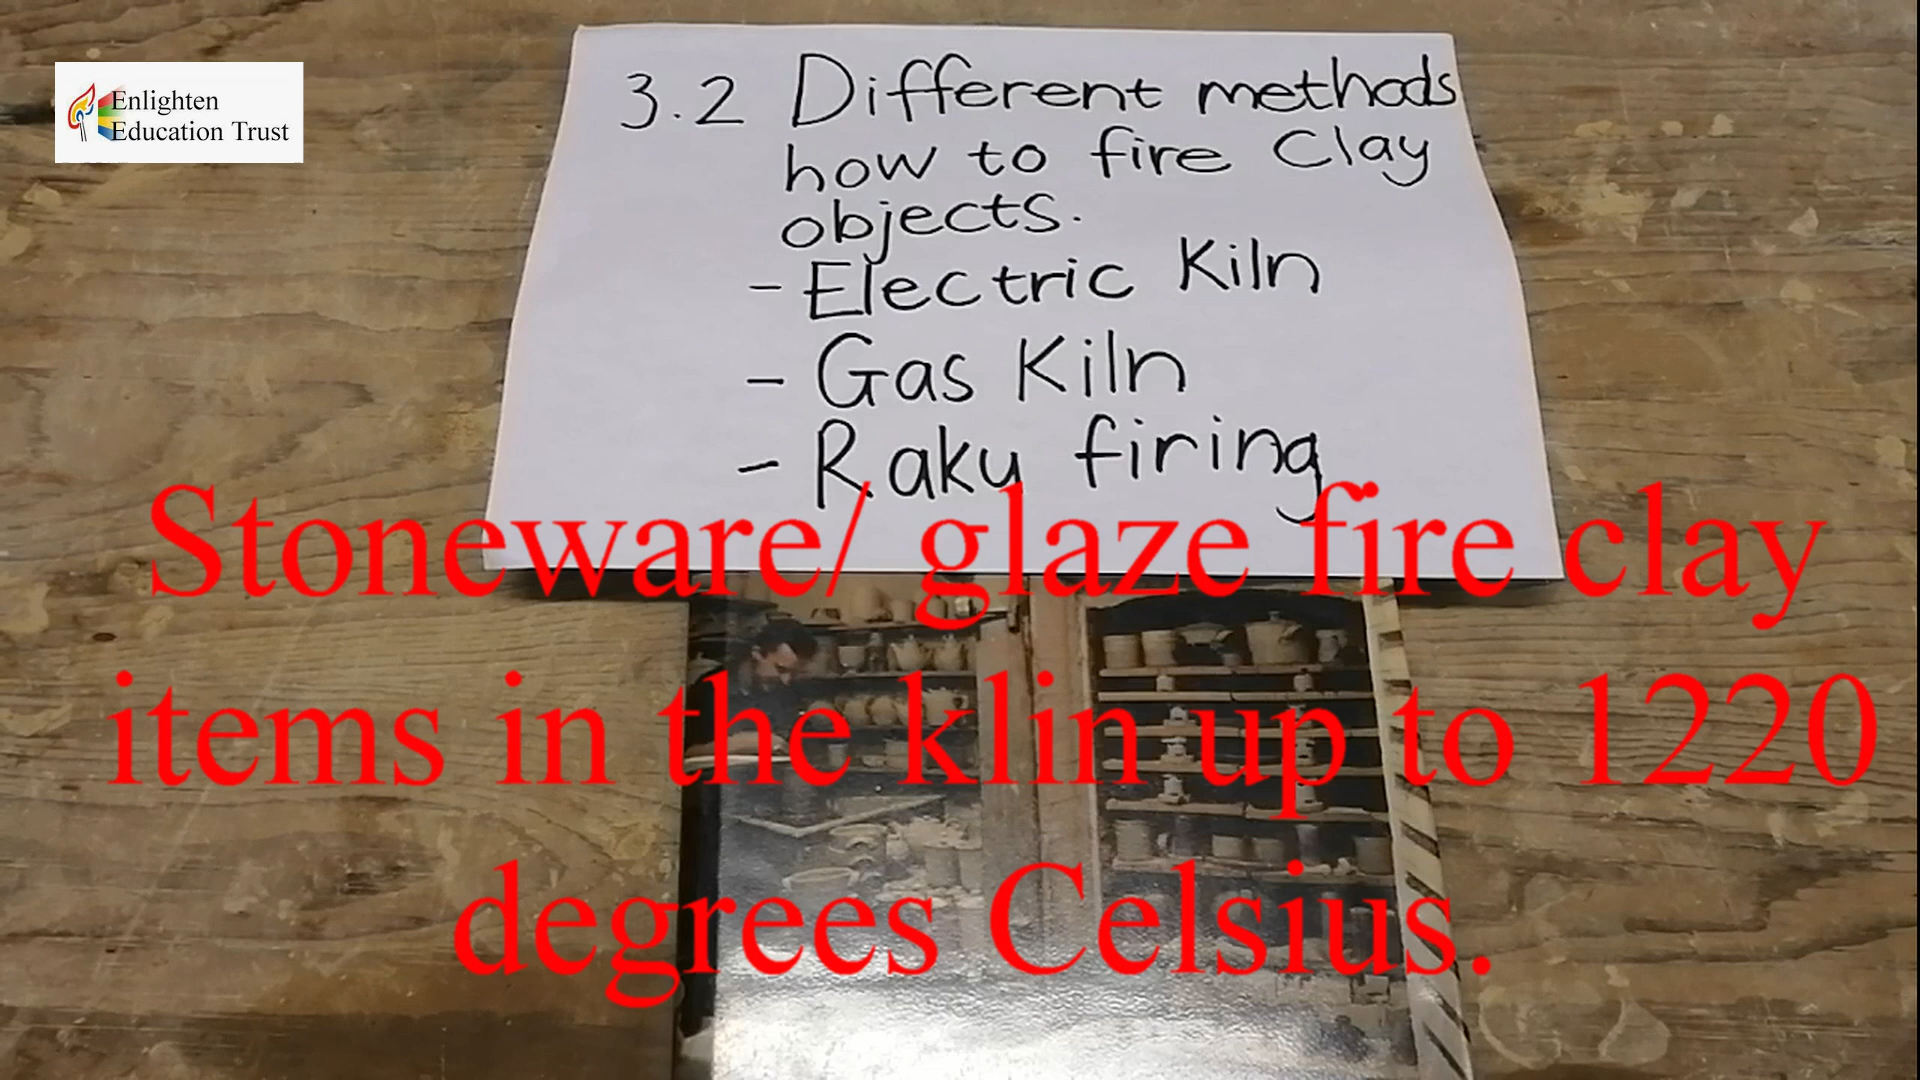 Enlighten
Education Trust
3.2 Different methods
how to fire Clay
objects.
- Electric Kiln
- Gas Kiln
- Raku firing
Stoneware/ glaze fire clay
items in the klin up to 1220
degrees Celsius.